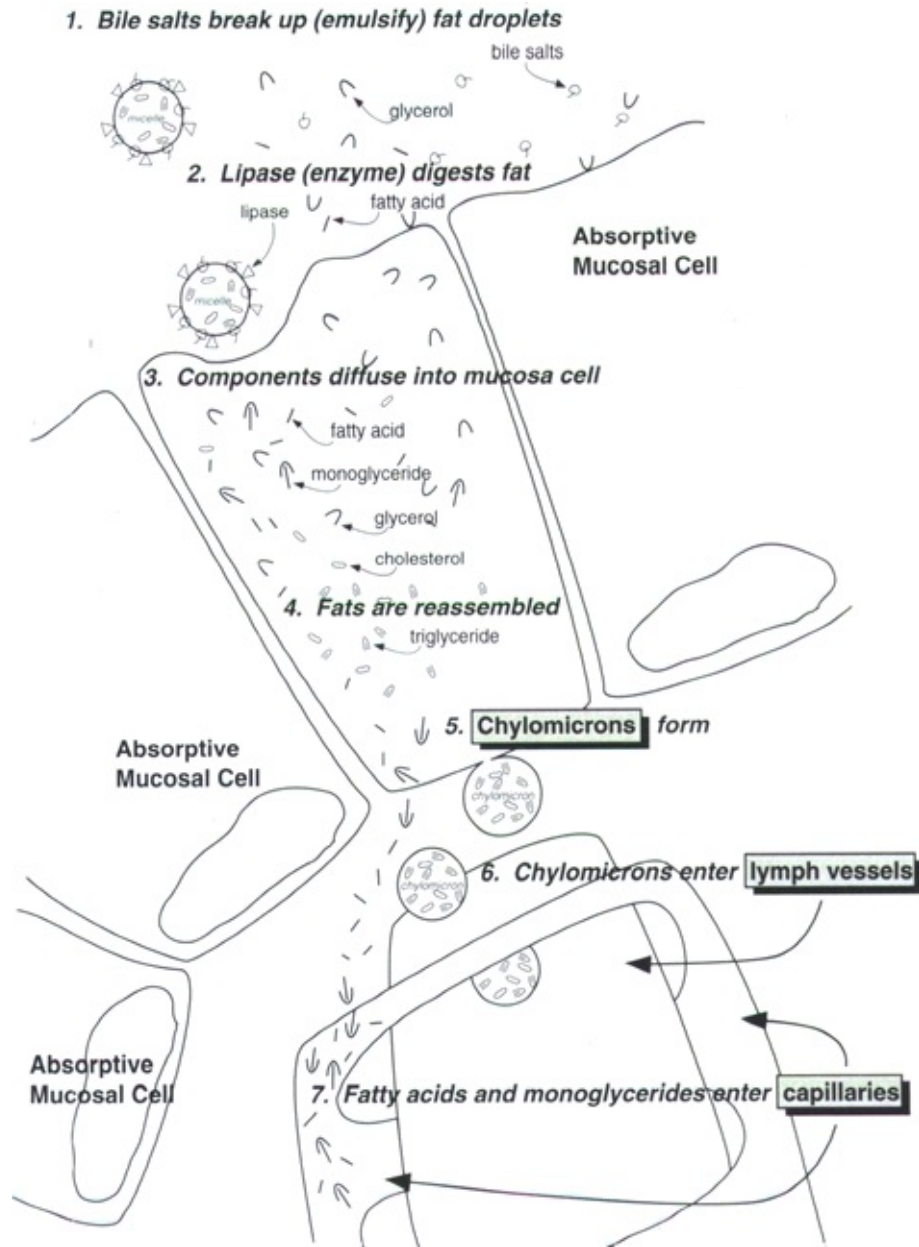 1. Bile salts break up (emulsify) fat droplets
bile salts
glycerol
micelle
2. Lipase (enzyme) digests fat
fatty acid
lipase
micelle
Absorptive
Mucosal Cell
3. Components diffuse into mucosa cell
fatty acid
monoglyceride
glycerol
cholesterol
4. Fats are reassembled
triglyceride
5. Chylomicrons form
Absorptive
Mucosal Cell
chylomicron
6. Chylomicrons enter lymph vessels
chylomicron
Absorptive
Mucosal Cell
7. Fatty acids and monoglycerides enter capillaries